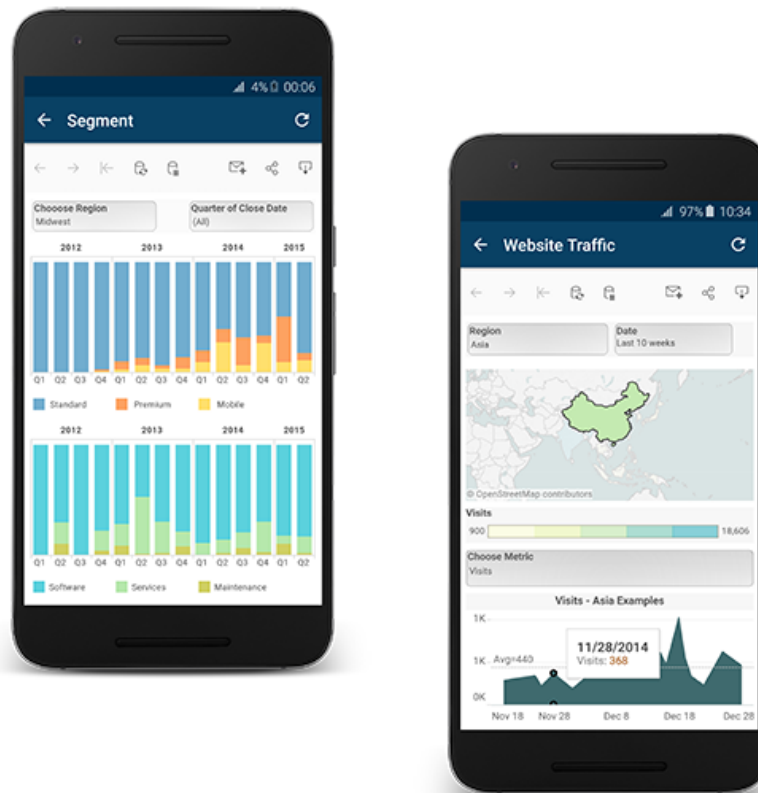 4% 00:06
Segment
Chooose Region
Midwest
Quarter of Close Date
(All)
2012 2013 2014 2015
Q1 Q2 Q3 Q4 Q1 Q2 Q3 Q4 Q1 Q2 Q3 Q4 Q1 Q2
Standard Premium Mobile
2012 2013 2014 2015
Q1 Q2 Q3 Q4 Q1 Q2 Q3 Q4 Q1 Q2 Q3 Q4 Q1 Q2
Software Services Maintenance
97% 10:34
Website Traffic
Region
Asia
Date
Last 10 weeks
© OpenStreetMap contributors
Visits
900 18,606
Choose Metric
Visits
Visits - Asia Examples
1K
1K Avg=440
0K
11/28/2014
Visits: 368
Nov 18 Nov 28 Dec 8 Dec 18 Dec 28